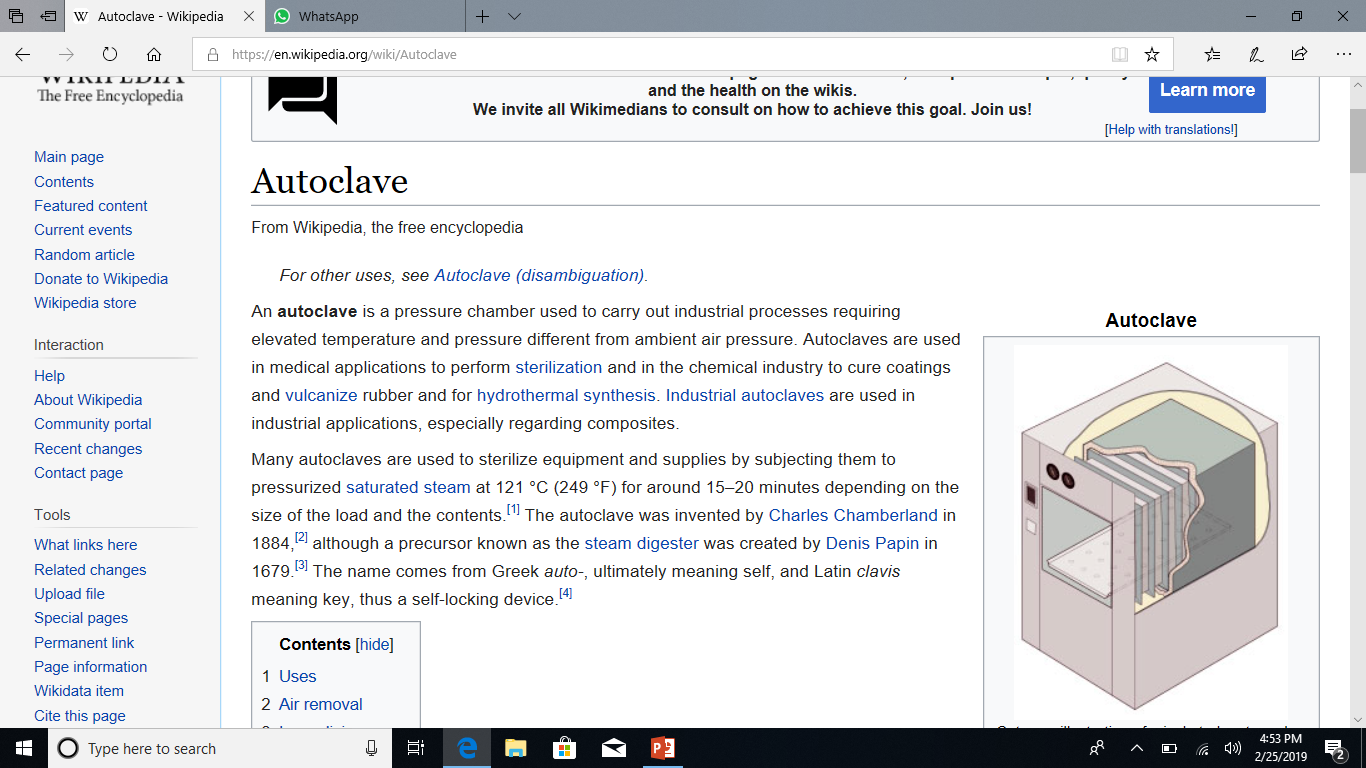 Autoclave - Wikipedia
WhatsApp
https://en.wikipedia.org/wiki/Autoclave
WIKIPEDIA
The Free Encyclopedia
and the health on the wikis.
We invite all Wikimedians to consult on how to achieve this goal. Join us!
Learn more
[Help with translations!]
Main page
Contents
Featured content
Current events
Random article
Donate to Wikipedia
Wikipedia store
Interaction
Help
About Wikipedia
Community portal
Recent changes
Contact page
Tools
What links here
Related changes
Upload file
Special pages
Permanent link
Page information
Wikidata item
Cite this page
Autoclave
From Wikipedia, the free encyclopedia
For other uses, see Autoclave (disambiguation).
An autoclave is a pressure chamber used to carry out industrial processes requiring
elevated temperature and pressure different from ambient air pressure. Autoclaves are used
in medical applications to perform sterilization and in the chemical industry to cure coatings
and vulcanize rubber and for hydrothermal synthesis. Industrial autoclaves are used in
industrial applications, especially regarding composites.
Many autoclaves are used to sterilize equipment and supplies by subjecting them to
pressurized saturated steam at 121 °C (249 °F) for around 15–20 minutes depending on the
size of the load and the contents.[1] The autoclave was invented by Charles Chamberland in
1884,[2] although a precursor known as the steam digester was created by Denis Papin in
1679.[3] The name comes from Greek auto-, ultimately meaning self, and Latin clavis
meaning key, thus a self-locking device.[4]
Contents [hide]
1 Uses
2 Air removal
Autoclave
Type here to search
4:53 PM
2/25/2019
2